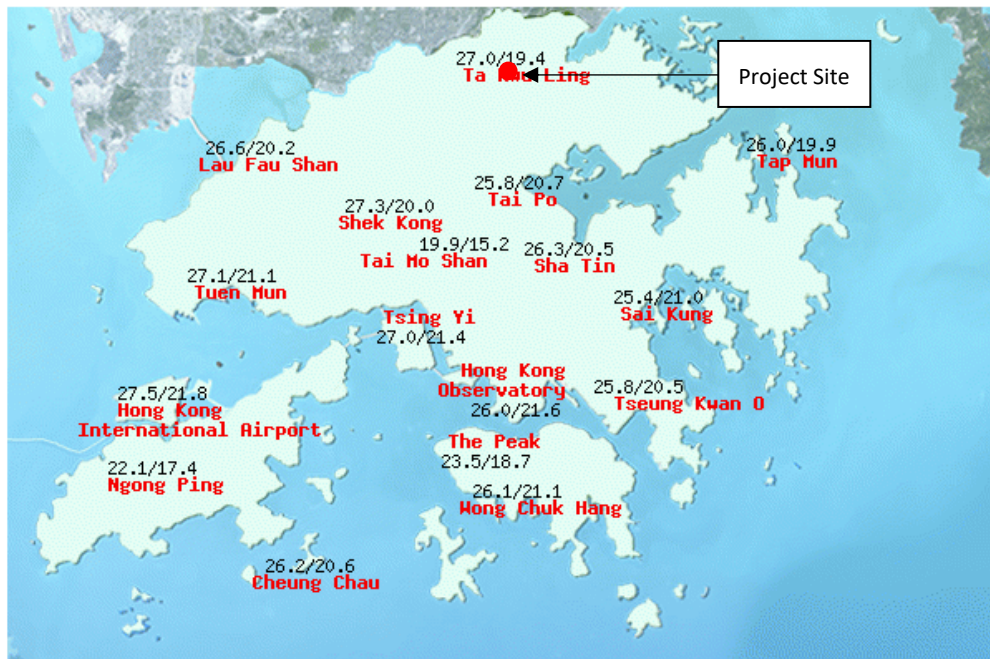 27.0/19.4
Ta Ling
Project Site
26.6/20.2
Lau Fau Shan
26.0/19.9
Tap Mun
25.8/20.7
Tai Po
27.3/20.0
Shek Kong
19.9/15.2
Tai Mo Shan
26.3/20.5
Sha Tin
27.1/21.1
Tuen Mun
25.4/21.0
Sai Kung
Tsing Yi
27.0/21.4
Hong Kong
Observatory
26.0/21.6
25.8/20.5
Tseung Kwan O
27.5/21.8
Hong Kong
International Airport
The Peak
23.5/18.7
22.1/17.4
Ngong Ping
26.1/21.1
Wong Chuk Hang
26.2/20.6
Cheung Chau